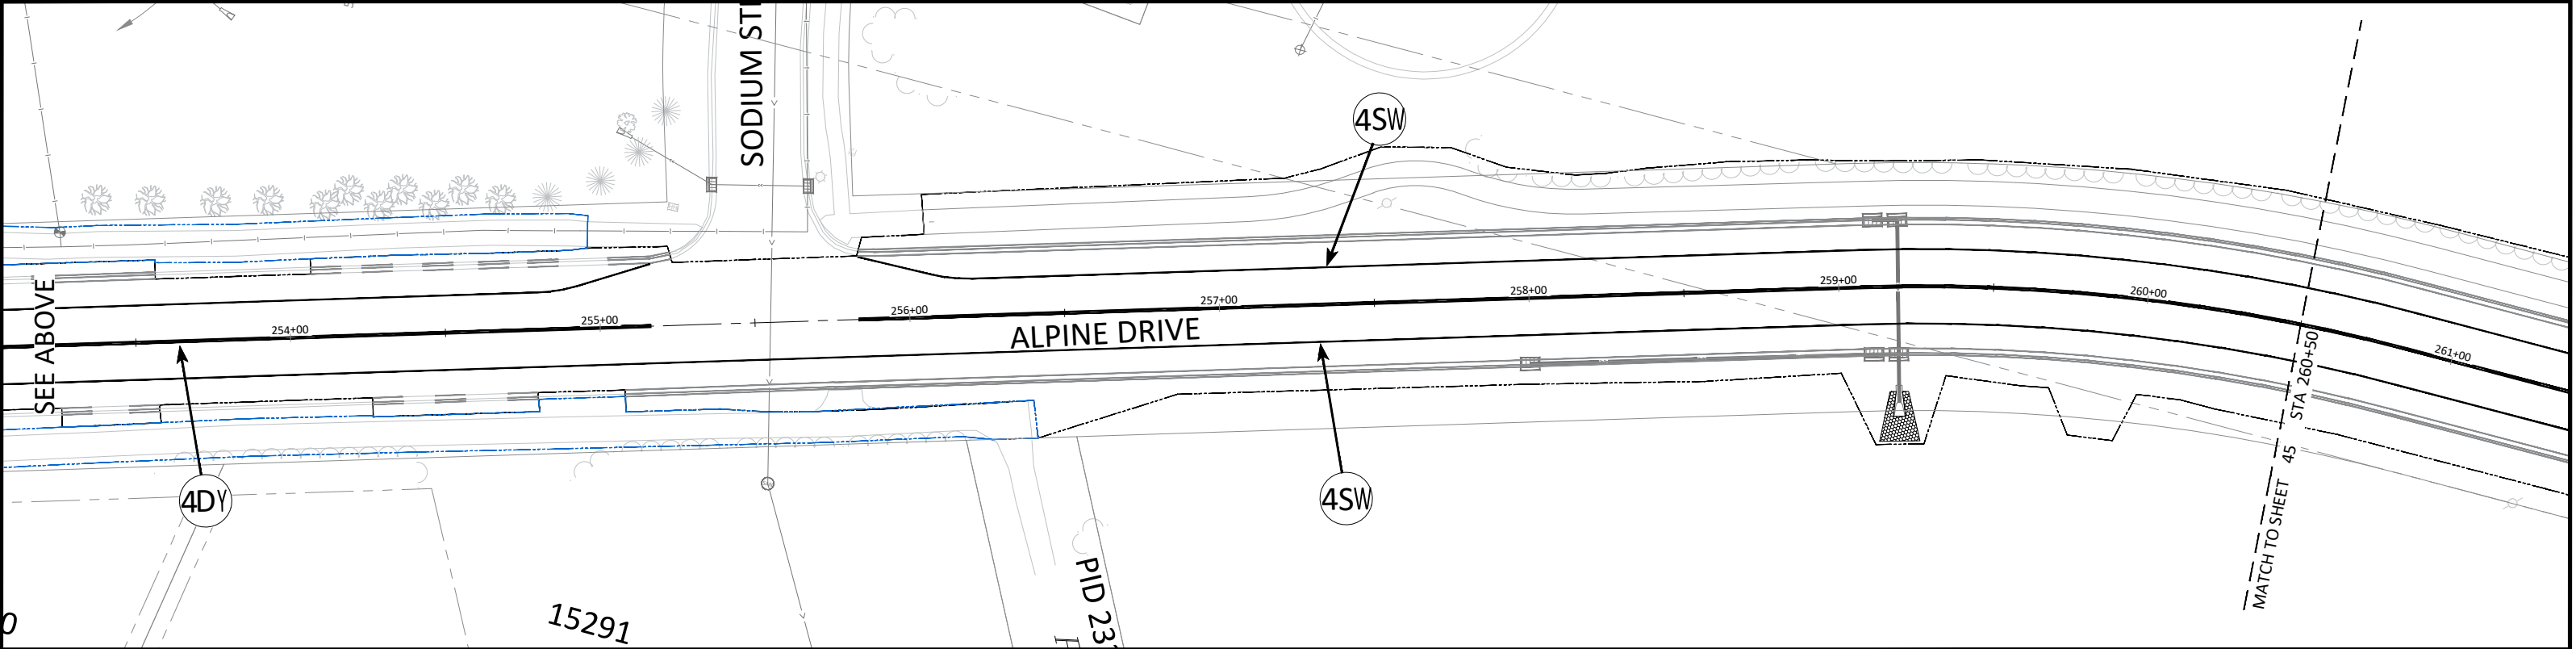 SODIUM ST
4SW
SEE ABOVE
254+00
255+00
256+00
257+00
258+00
259+00
260+00
261+00
ALPINE DRIVE
4DY
4SW
MATCH TO SHEET 45 STA 260+50
15291
PID 23
0